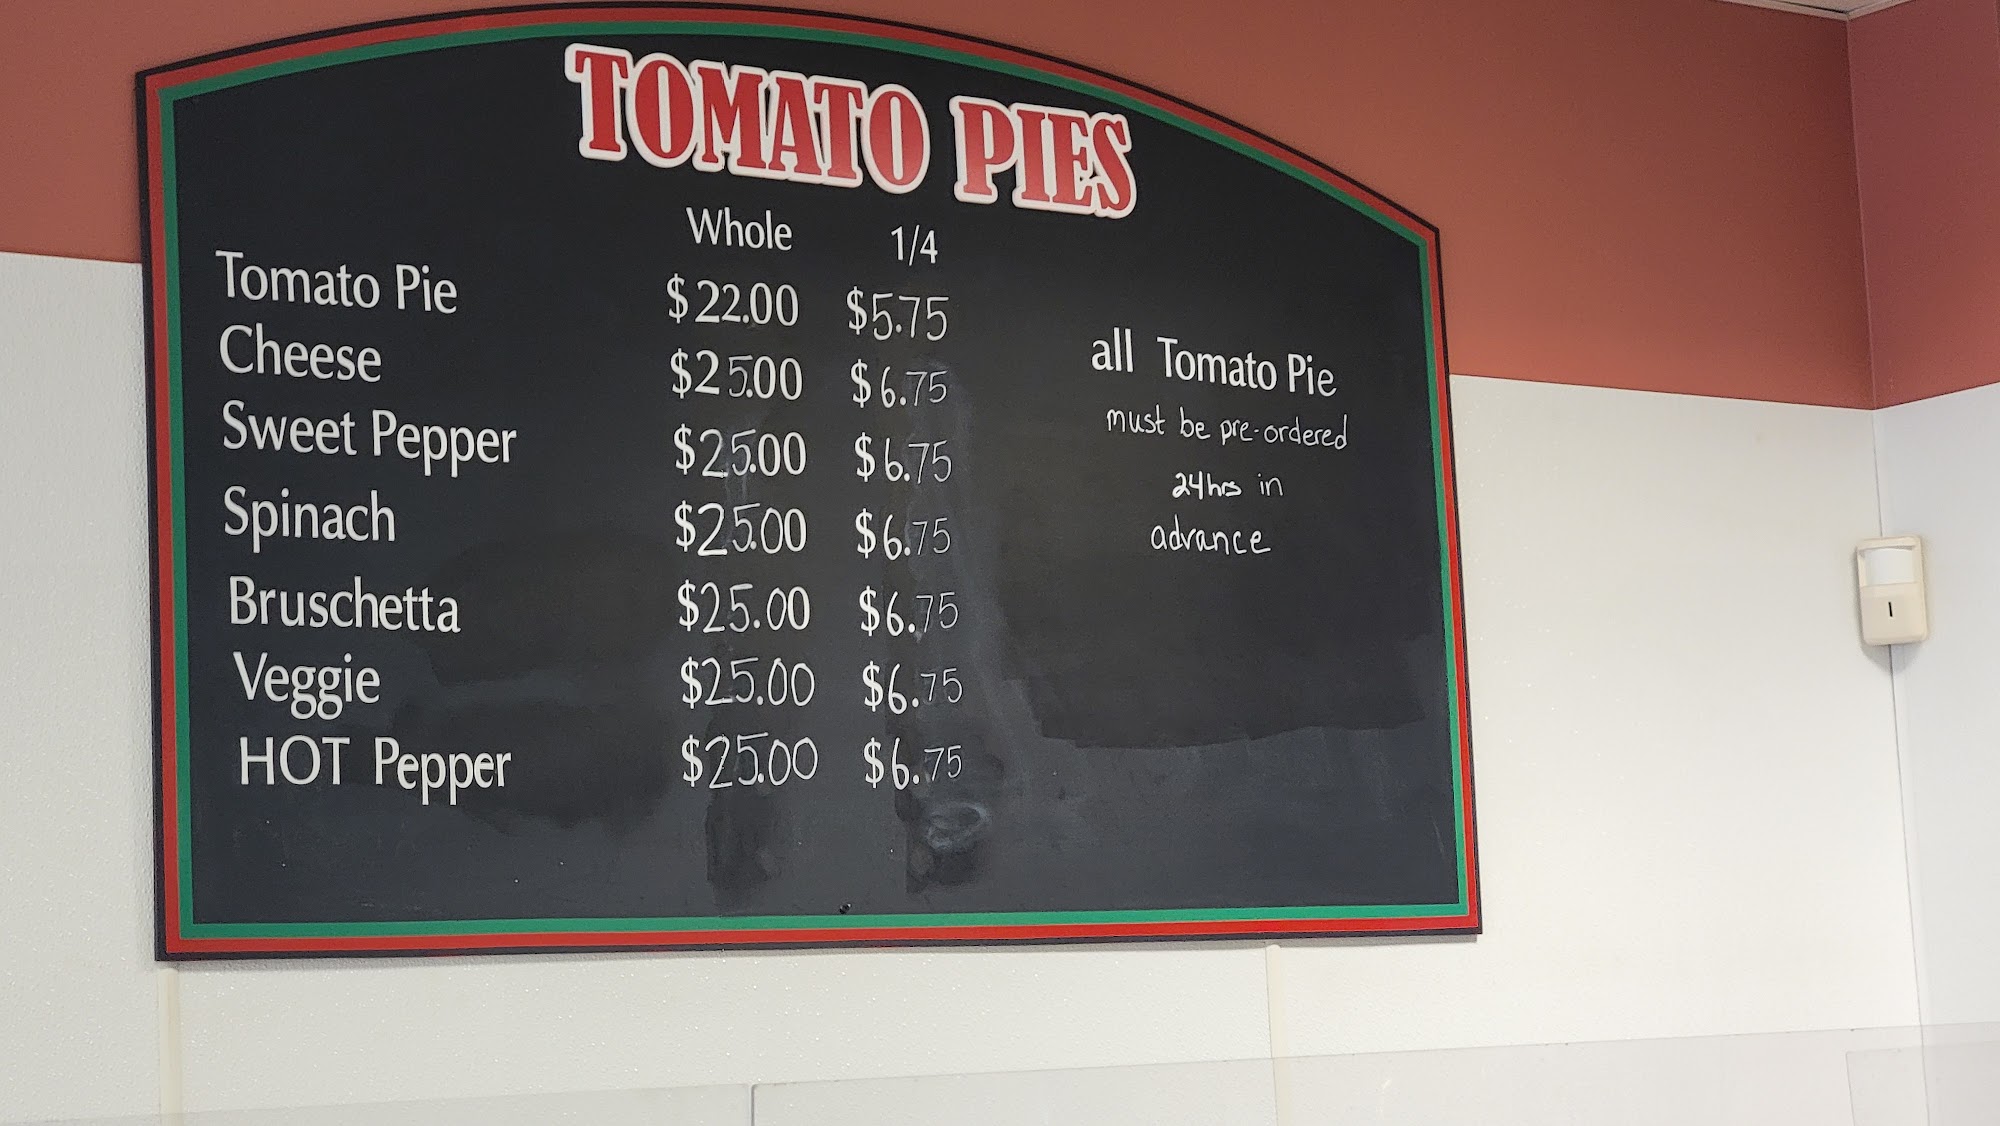 TOMATO PIES
Whole 1/4
Tomato Pie $22.00 $5.75
Cheese $25.00 $6.75
Sweet Pepper $25.00 $6.75
Spinach $25.00 $6.75
Bruschetta $25.00 $6.75
Veggie $25.00 $6.75
HOT Pepper $25.00 $6.75
all Tomato Pie
must be pre-ordered
24hrs in
advance